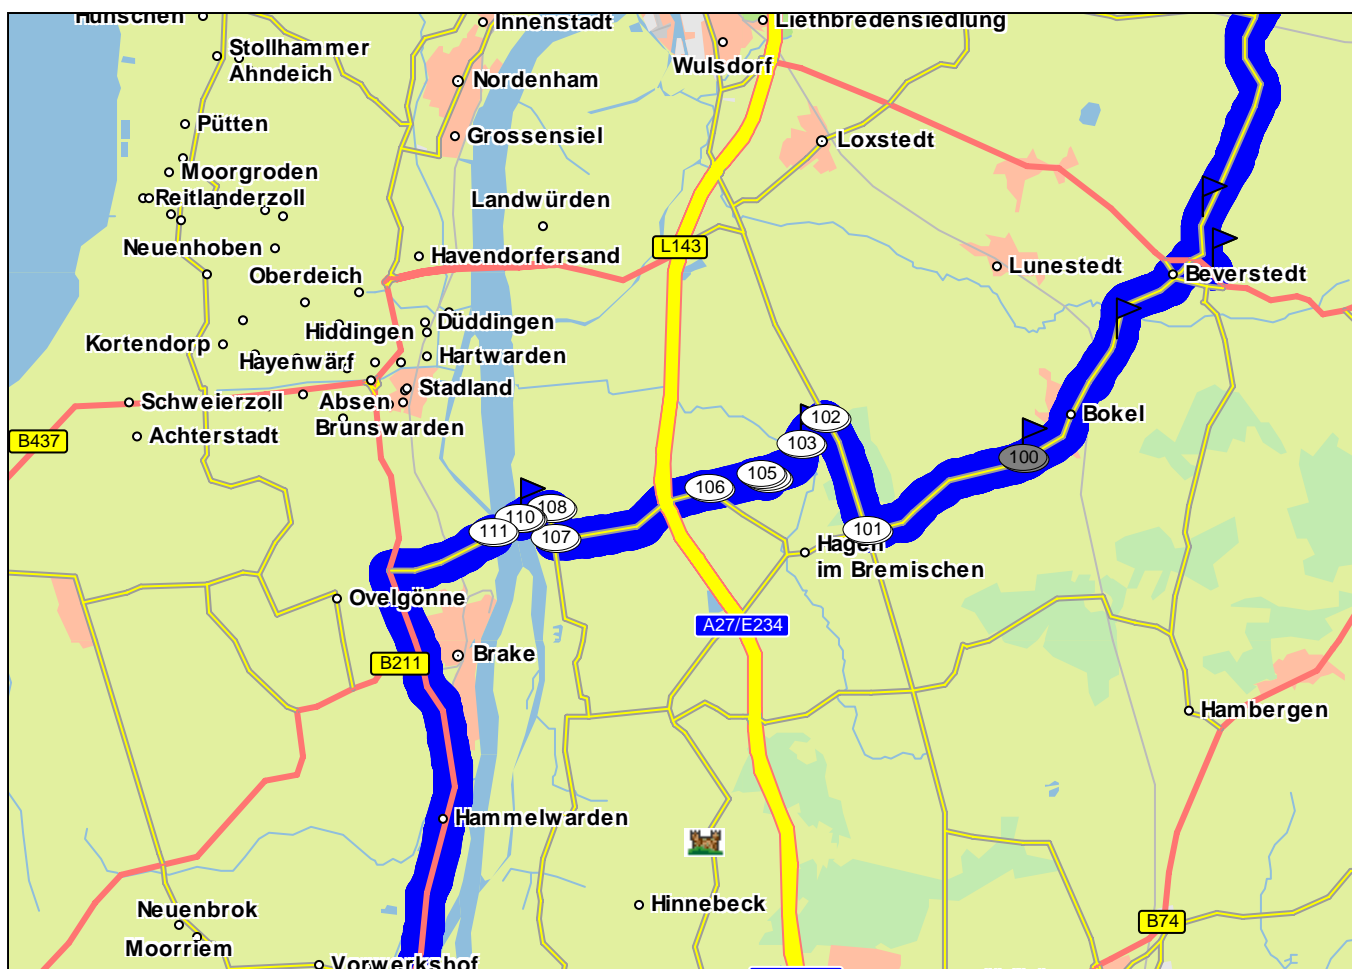 Hunschen
Innenstadt
Liethbredensiedlung
Stollhammer
Ahndeich
Wulsdorf
Nordenham
Pütten
Grossensiel
Loxstedt
Moorgroden
Reitlanderzoll
Landwürden
Neuenhoben
L143
Havendorfersand
Lunestedt
Oberdeich
Beverstedt
Hiddingen
Düddingen
Kortendorp
Hayenwärf
Hartwarden
Stadland
Schweierzoll
Absen
Brunswarden
Bokel
B437
Achterstadt
102
103
100
105
106
108
110
111
107
101
Hagen
im Bremischen
Ovelgönne
A27/E234
Brake
B211
Hambergen
Hammelwarden
Hinnebeck
Neuenbrok
B74
Moorriem
Vorwerkshof